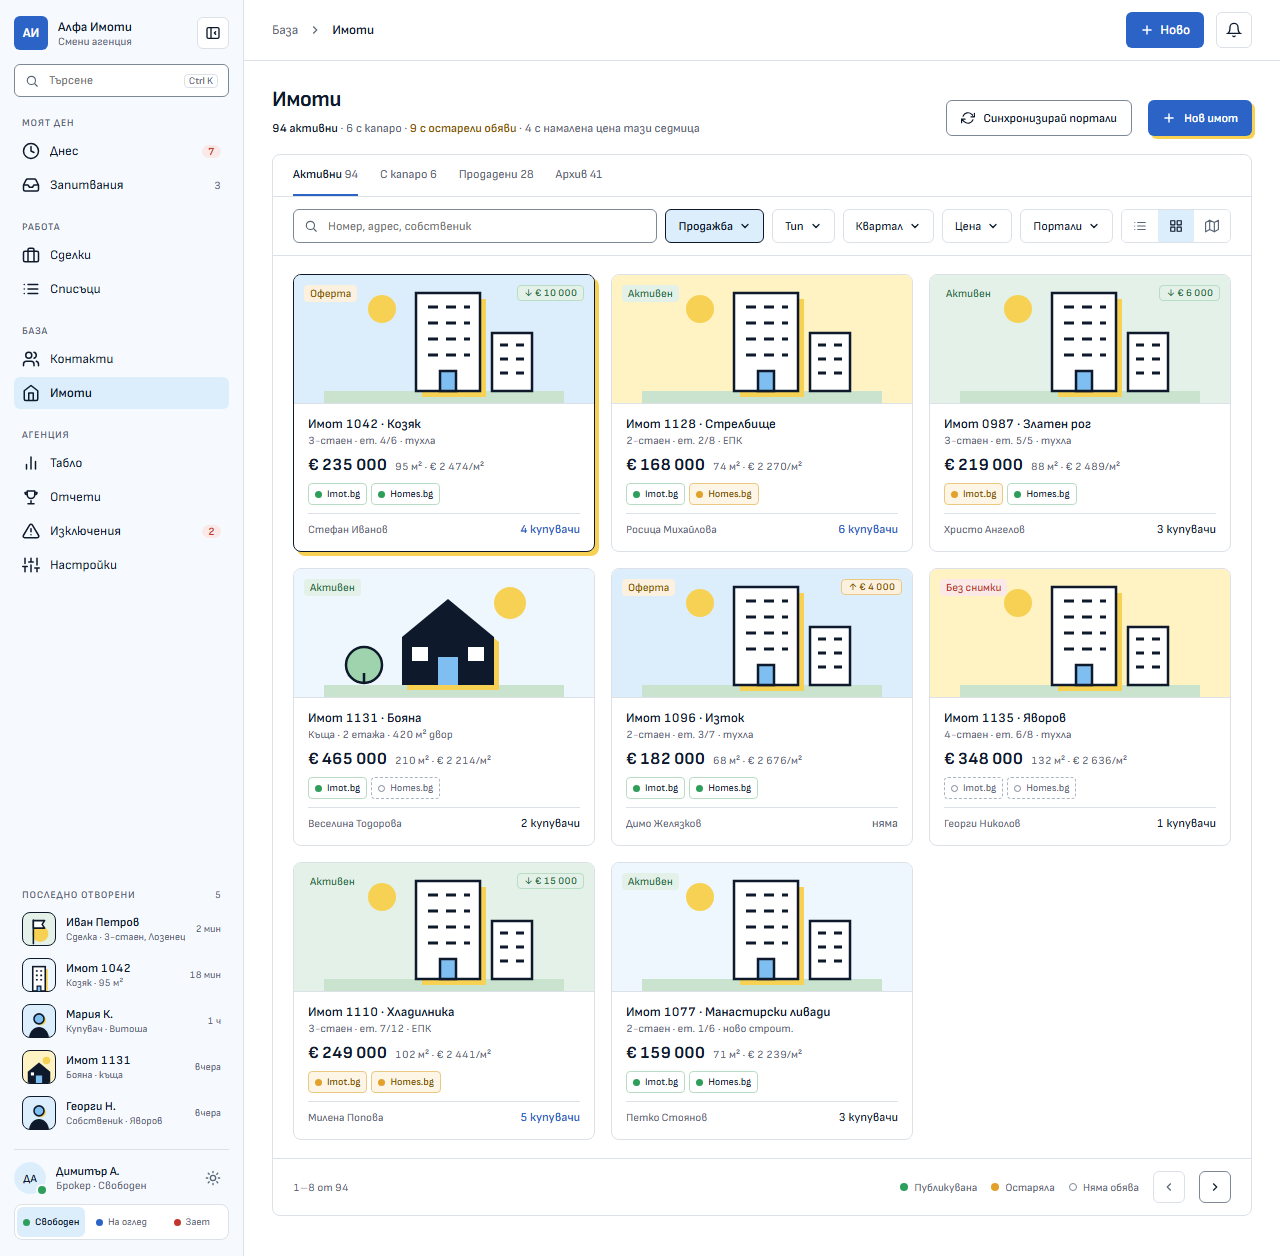 АИ
Алфа Имоти
Смени агенция
Търсене
Ctrl K
МОЯТ ДЕН
Днес
7
Запитвания
3
РАБОТА
Сделки
Списъци
БАЗА
Контакти
Имоти
АГЕНЦИЯ
Табло
Отчети
Изключения
2
Настройки
ПОСЛЕДНО ОТВОРЕНИ
5
Иван Петров
Сделка · 3-стаен, Лозенец
2 мин
Имот 1042
Козяк · 95 м²
18 мин
Мария К.
Купувач · Витоша
1 ч
Имот 1131
Бояна · къща
вчера
Георги Н.
Собственик · Яворов
вчера
ДА
Димитър А.
Брокер · Свободен
Свободен
На оглед
Зает
База
Имоти
Ново
Имоти
94 активни · 6 с капаро · 9 с остарели обяви · 4 с намалена цена тази седмица
Синхронизирай портали
Нов имот
Активни 94
С капаро 6
Продадени 28
Архив 41
Номер, адрес, собственик
Продажба
Тип
Квартал
Цена
Портали
Оферта
↓ € 10 000
Имот 1042 · Козяк
3-стаен · ет. 4/6 · тухла
€ 235 000
95 м² · € 2 474/м²
Imot.bg
Homes.bg
Стефан Иванов
4 купувачи
Активен
Имот 1128 · Стрелбище
2-стаен · ет. 2/8 · ЕПК
€ 168 000
74 м² · € 2 270/м²
Imot.bg
Homes.bg
Росица Михайлова
6 купувачи
Активен
↓ € 6 000
Имот 0987 · Златен рог
3-стаен · ет. 5/5 · тухла
€ 219 000
88 м² · € 2 489/м²
Imot.bg
Homes.bg
Христо Ангелов
3 купувачи
Активен
Имот 1131 · Бояна
Къща · 2 етажа · 420 м² двор
€ 465 000
210 м² · € 2 214/м²
Imot.bg
Homes.bg
Веселина Тодорова
2 купувачи
Оферта
↑ € 4 000
Имот 1096 · Изток
2-стаен · ет. 3/7 · тухла
€ 182 000
68 м² · € 2 676/м²
Imot.bg
Homes.bg
Димо Желязков
няма
Без снимки
Имот 1135 · Яворов
4-стаен · ет. 6/8 · тухла
€ 348 000
132 м² · € 2 636/м²
Imot.bg
Homes.bg
Георги Николов
1 купувачи
Активен
↓ € 15 000
Имот 1110 · Хладилника
3-стаен · ет. 7/12 · ЕПК
€ 249 000
102 м² · € 2 441/м²
Imot.bg
Homes.bg
Милена Попова
5 купувачи
Активен
Имот 1077 · Манастирски ливади
2-стаен · ет. 1/6 · ново строит.
€ 159 000
71 м² · € 2 239/м²
Imot.bg
Homes.bg
Петко Стоянов
3 купувачи
1–8 от 94
Публикувана
Остаряла
Няма обява